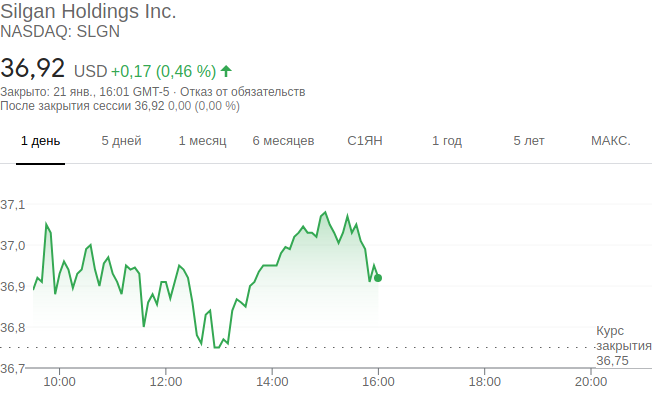 Silgan Holdings Inc.
NASDAQ: SLGN
36,92 USD +0,17 (0,46 %)
Закрыто: 21 янв., 16:01 GMT-5 · Отказ от обязательств
После закрытия сессии 36,92 0,00 (0,00 %)
1 день 5 дней 1 месяц 6 месяцев С1ЯН 1 год 5 лет МАКС.
37,1
37,0
36,9
36,8
Курс
закрытия
36,75
36,7
10:00 12:00 14:00 16:00 18:00 20:00